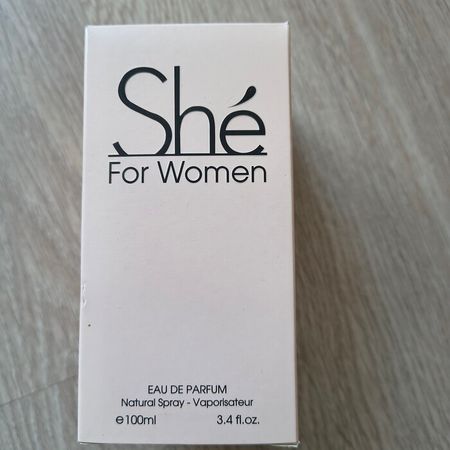 Shé
For Women
EAU DE PARFUM
Natural Spray - Vaporisateur
℮100ml 3.4 fl.oz.